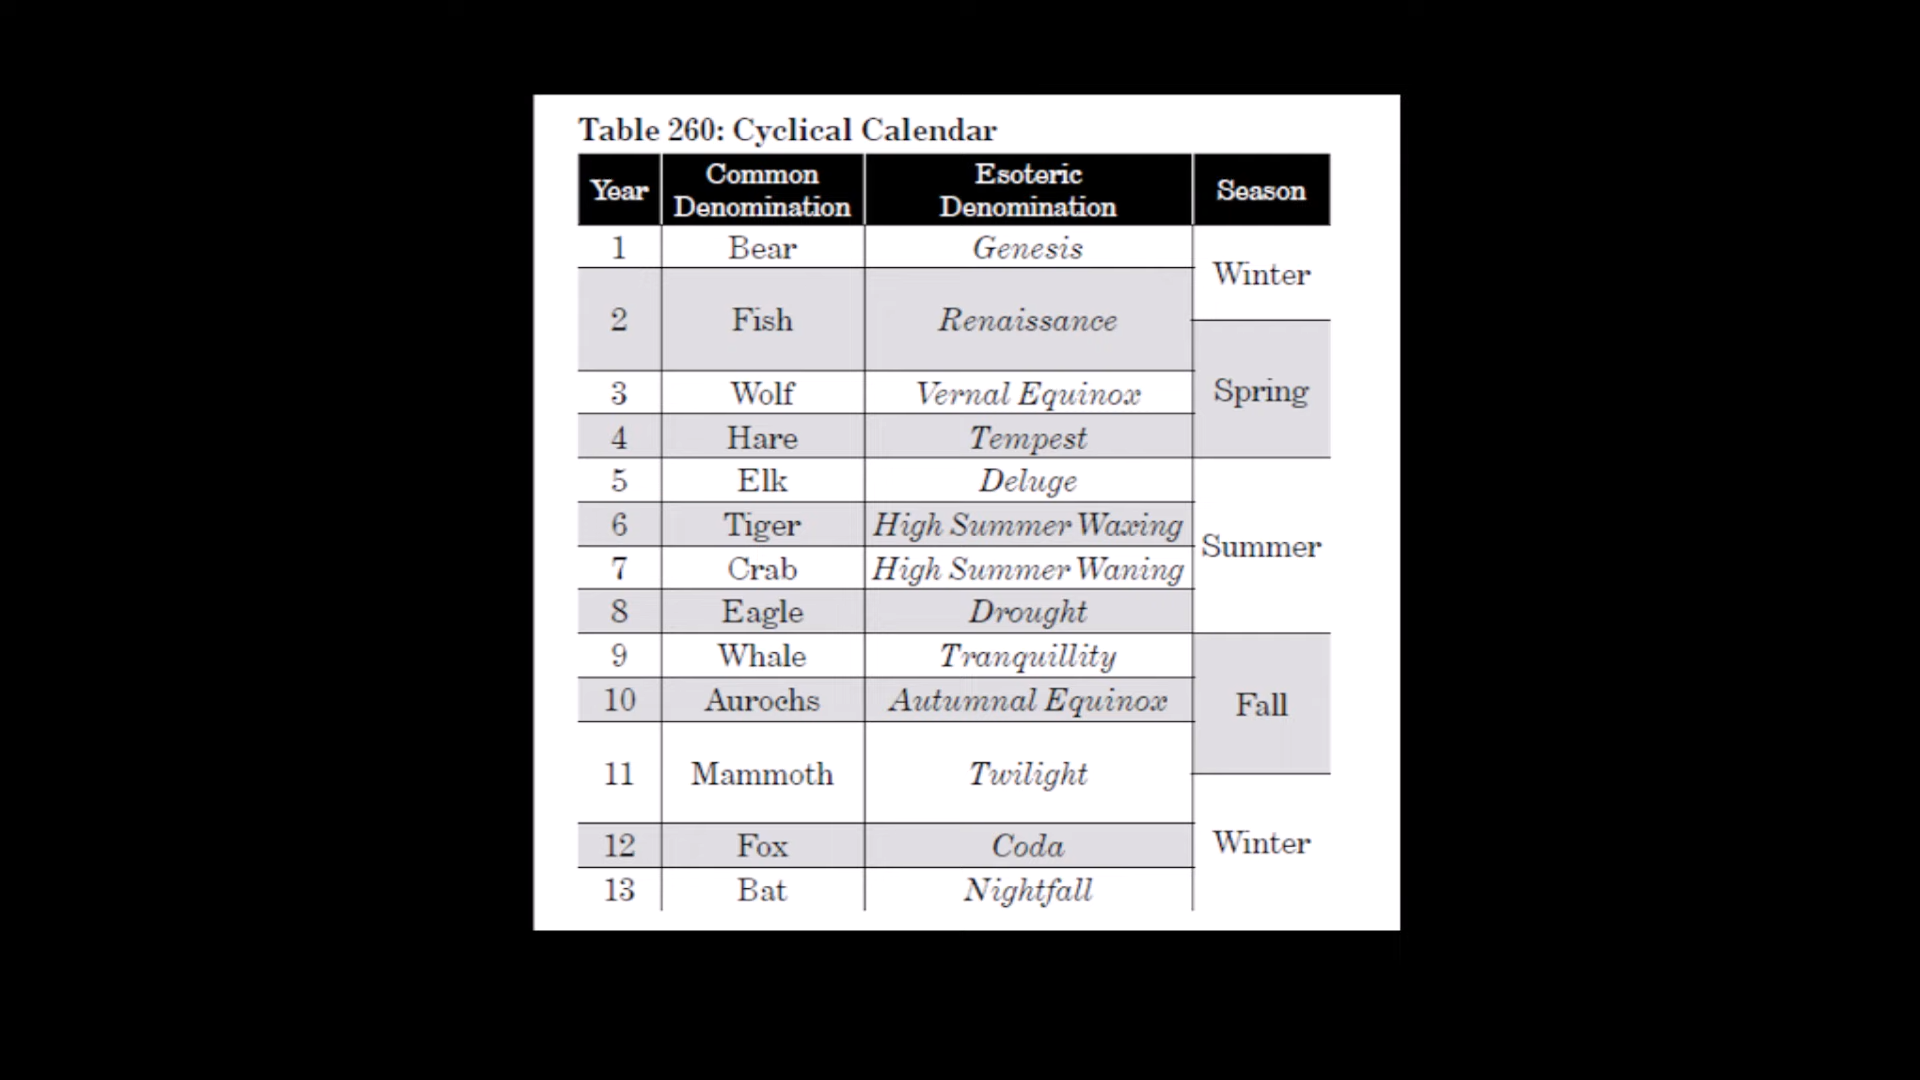 Table 260: Cyclical Calendar
Year Common Denomination Esoteric Denomination Season
1 Bear Genesis Winter
2 Fish Renaissance
3 Wolf Vernal Equinox Spring
4 Hare Tempest
5 Elk Deluge
6 Tiger High Summer Waxing Summer
7 Crab High Summer Waning
8 Eagle Drought
9 Whale Tranquillity
10 Aurochs Autumnal Equinox Fall
11 Mammoth Twilight
12 Fox Coda Winter
13 Bat Nightfall